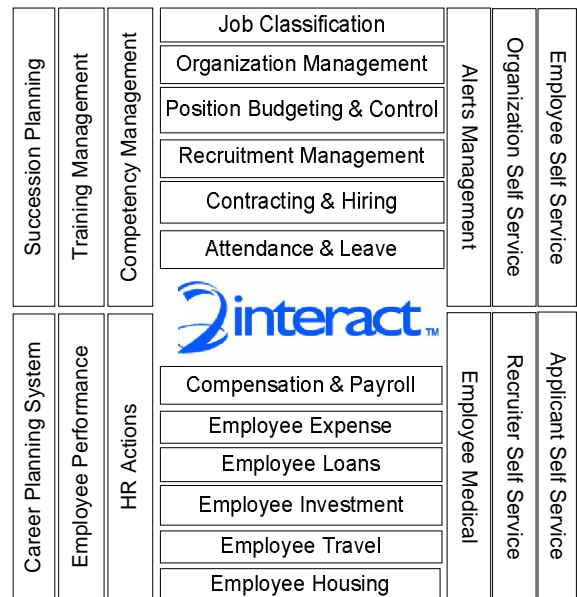 Succession Planning
Training Management
Competency Management
Job Classification
Organization Management
Position Budgeting & Control
Recruitment Management
Contracting & Hiring
Attendance & Leave
Alerts Management
Organization Self Service
Employee Self Service
interact ™
Career Planning System
Employee Performance
HR Actions
Compensation & Payroll
Employee Expense
Employee Loans
Employee Investment
Employee Travel
Employee Housing
Employee Medical
Recruiter Self Service
Applicant Self Service